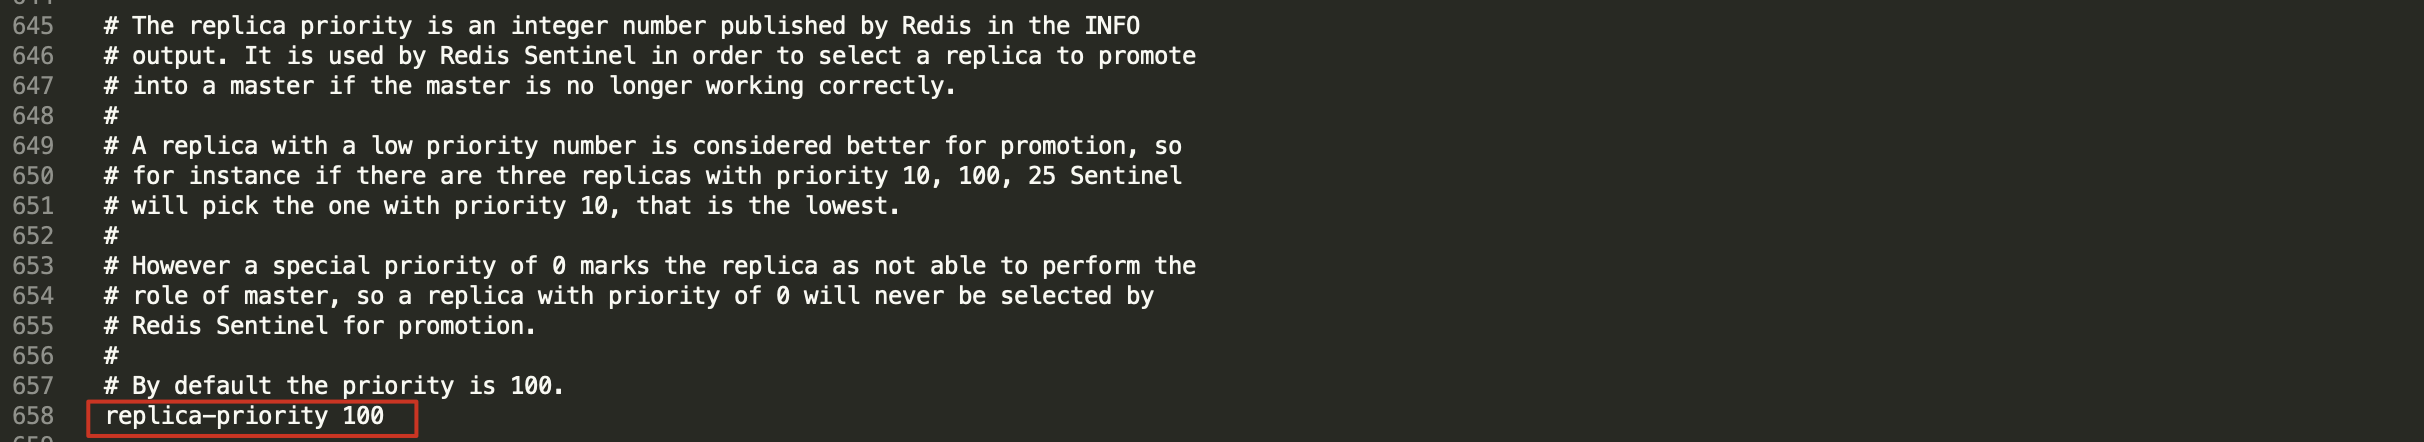 645 # The replica priority is an integer number published by Redis in the INFO
646 # output. It is used by Redis Sentinel in order to select a replica to promote
647 # into a master if the master is no longer working correctly.
648 #
649 # A replica with a low priority number is considered better for promotion, so
650 # for instance if there are three replicas with priority 10, 100, 25 Sentinel
651 # will pick the one with priority 10, that is the lowest.
652 #
653 # However a special priority of 0 marks the replica as not able to perform the
654 # role of master, so a replica with priority of 0 will never be selected by
655 # Redis Sentinel for promotion.
656 #
657 # By default the priority is 100.
658 replica-priority 100